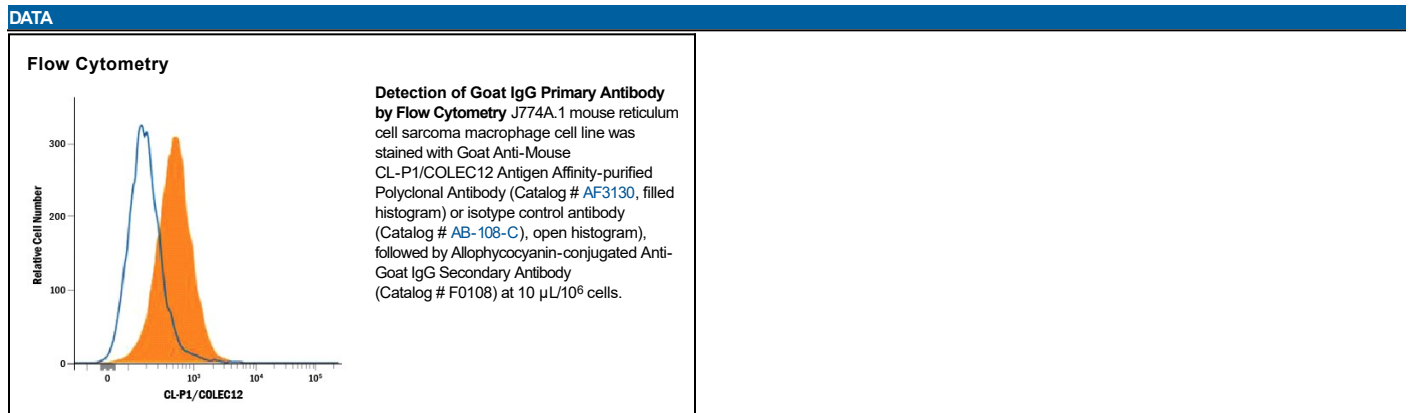 DATA
Flow Cytometry
Detection of Goat IgG Primary Antibody
by Flow Cytometry J774A.1 mouse reticulum
cell sarcoma macrophage cell line was
stained with Goat Anti-Mouse
CL-P1/COLEC12 Antigen Affinity-purified
Polyclonal Antibody (Catalog # AF3130, filled
histogram) or isotype control antibody
(Catalog # AB-108-C), open histogram),
followed by Allophycocyanin-conjugated Anti-
Goat IgG Secondary Antibody
(Catalog # F0108) at 10 µL/10⁶ cells.
Relative Cell Number
300
200
100
0
0 10³ 10⁴ 10⁵
CL-P1/COLEC12